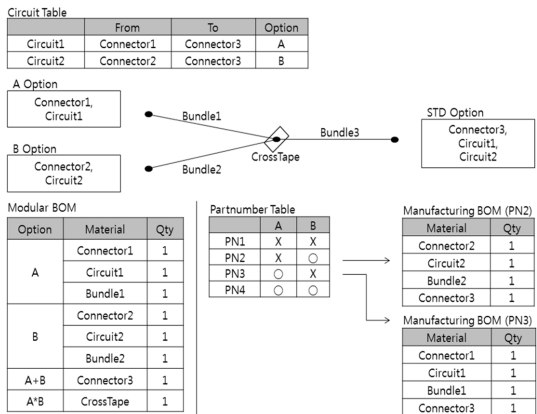 Circuit Table
From To Option
Circuit1 Connector1 Connector3 A
Circuit2 Connector2 Connector3 B
A Option
Connector1,
Circuit1
B Option
Connector2,
Circuit2
Bundle1
Bundle2
CrossTape
Bundle3
STD Option
Connector3,
Circuit1,
Circuit2
Modular BOM
Option Material Qty
A
Connector1 1
Circuit1 1
Bundle1 1
B
Connector2 1
Circuit2 1
Bundle2 1
A+B Connector3 1
A*B CrossTape 1
Partnumber Table
A B
PN1 X X
PN2 X ○
PN3 ○ X
PN4 ○ ○
Manufacturing BOM (PN2)
Material Qty
Connector2 1
Circuit2 1
Bundle2 1
Connector3 1
Manufacturing BOM (PN3)
Material Qty
Connector1 1
Circuit1 1
Bundle1 1
Connector3 1